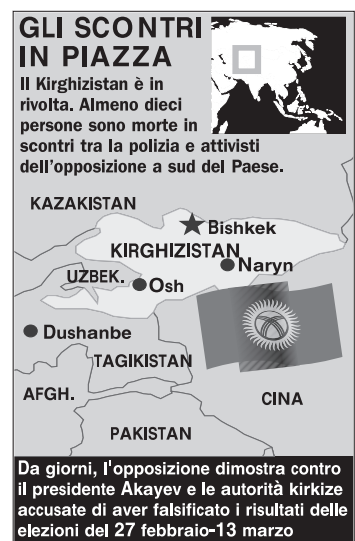 GLI SCONTRI
IN PIAZZA
Il Kirghizistan è in
rivolta. Almeno dieci
persone sono morte in
scontri tra la polizia e attivisti
dell'opposizione a sud del Paese.
KAZAKISTAN
Bishkek
KIRGHIZISTAN
Naryn
UZBEK.
Osh
Dushanbe
TAGIKISTAN
AFGH.
CINA
PAKISTAN
Da giorni, l'opposizione dimostra contro
il presidente Akayev e le autorità kirkize
accusate di aver falsificato i risultati delle
elezioni del 27 febbraio-13 marzo